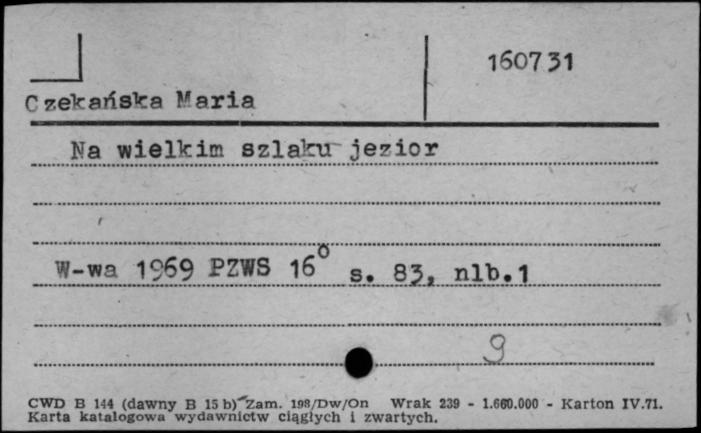 160731
Czekańska Maria
Na wielkim szlaku jezior
W-wa 1969 PZWS 16° s. 83, nlb.1
9
CWD B 144 (dawny B 15 b) Zam. 198/Dw/On Wrak 239 - 1.660.000 - Karton IV.71.
Karta katalogowa wydawnictw ciągłych i zwartych.